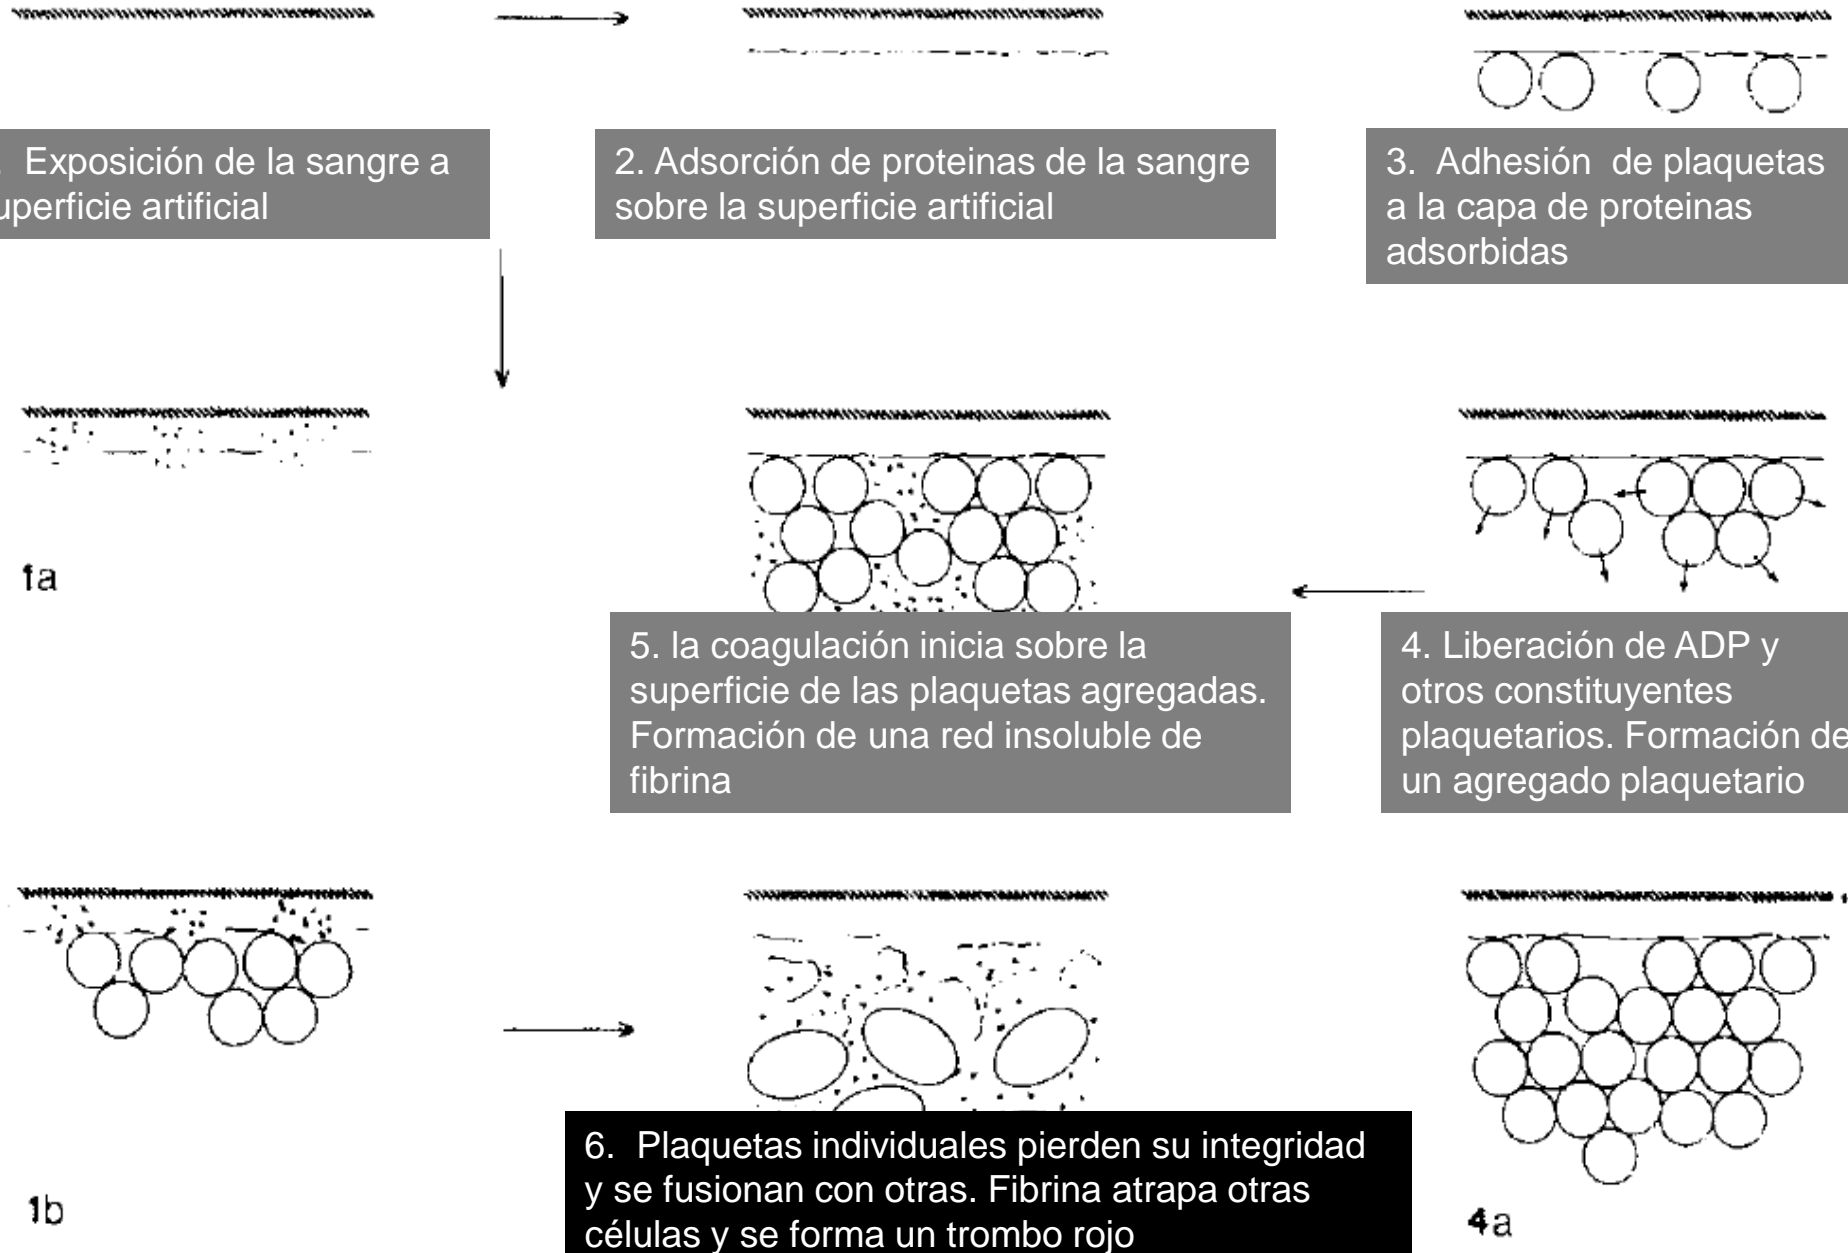 . Exposición de la sangre a
uperficie artificial
2. Adsorción de proteinas de la sangre
sobre la superficie artificial
3. Adhesión de plaquetas
a la capa de proteinas
adsorbidas
1a
5. la coagulación inicia sobre la
superficie de las plaquetas agregadas.
Formación de una red insoluble de
fibrina
4. Liberación de ADP y
otros constituyentes
plaquetarios. Formación de
un agregado plaquetario
1b
6. Plaquetas individuales pierden su integridad
y se fusionan con otras. Fibrina atrapa otras
células y se forma un trombo rojo
4a